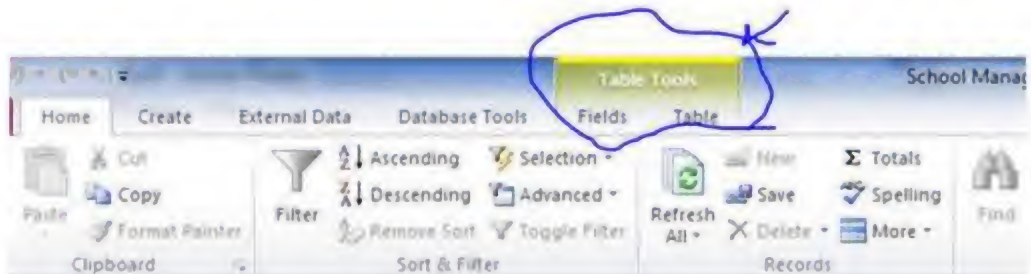 Table Tools School Manag
Home Create External Data Database Tools Fields Table
Cut Ascending Selection New Σ Totals
Copy Descending Advanced Save Spelling
Paste Filter Refresh All Find
Format Painter Remove Sort Toggle Filter Delete More
Clipboard Sort & Filter Records